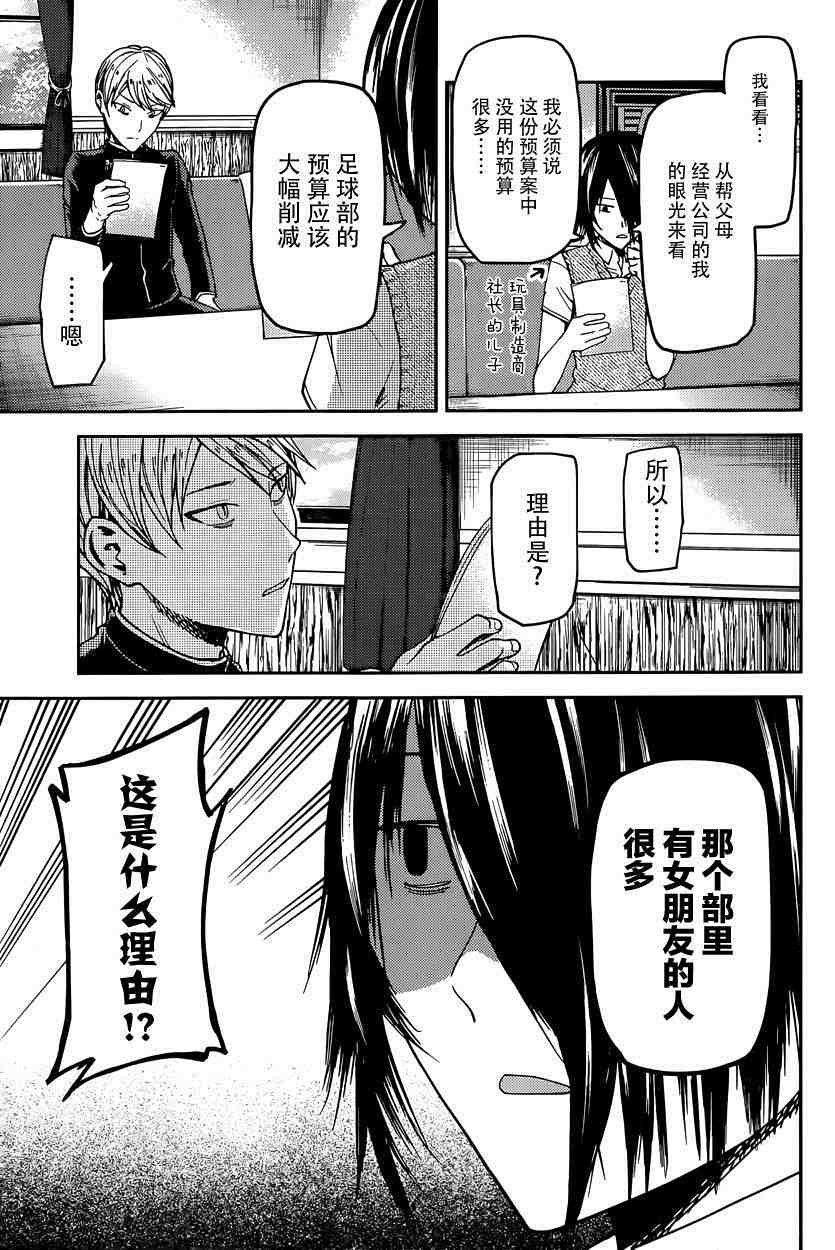 我看看…
从帮父母
经营公司的我
的眼光来看
我必须说
这份预算案中
没用的预算
很多……
玩具制造商
社长的儿子
足球部的
预算应该
大幅削减
……嗯
所以……
理由是?
那个部里
有女朋友的人
很多
这是什么理由!?